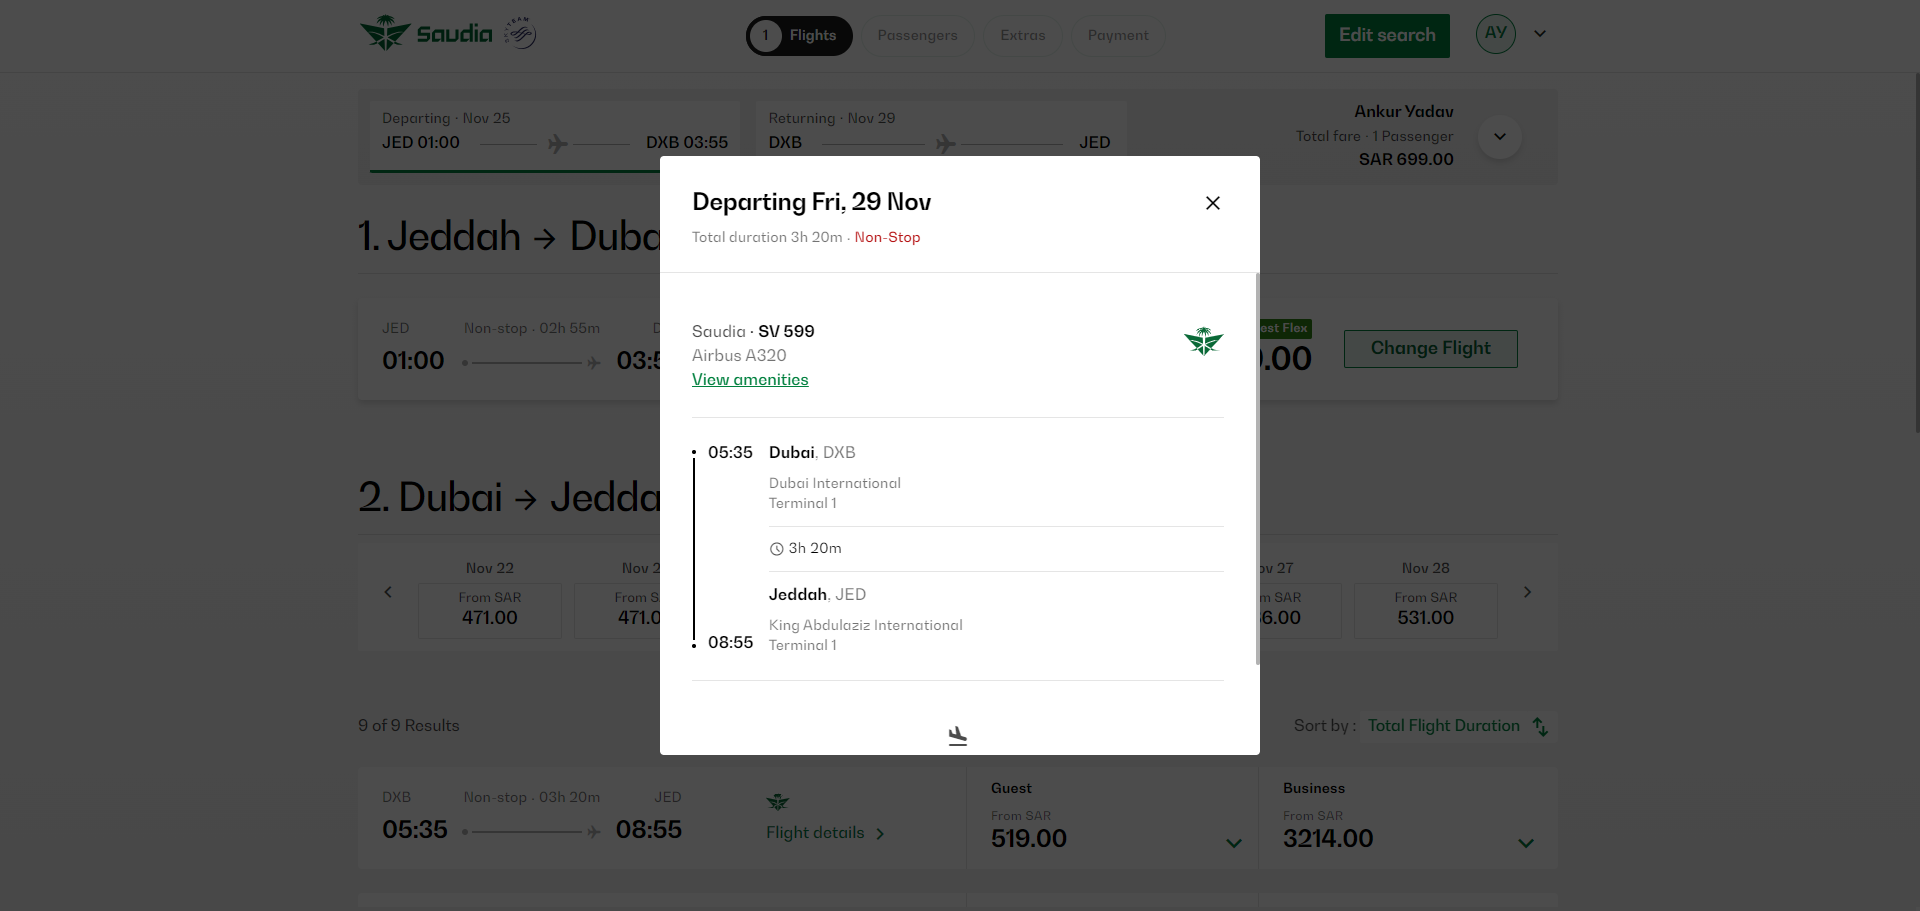 Saudia
SKYTEAM
1 Flights
Passengers
Extras
Payment
Edit search
AY
Departing · Nov 25
JED 01:00
DXB 03:55
Returning · Nov 29
DXB
JED
Ankur Yadav
Total fare · 1 Passenger
SAR 699.00
Departing Fri, 29 Nov
Total duration 3h 20m · Non-Stop
1. Jeddah → Duba
JED
Non-stop · 02h 55m
01:00
03:5
est Flex
.00
Change Flight
Saudia · SV 599
Airbus A320
View amenities
05:35 Dubai, DXB
Dubai International
Terminal 1
3h 20m
Jeddah, JED
King Abdulaziz International
08:55 Terminal 1
2. Dubai → Jedda
Nov 22
From SAR
471.00
Nov 2
From S
471.0
ov 27
m SAR
6.00
Nov 28
From SAR
531.00
9 of 9 Results
Sort by : Total Flight Duration
DXB
Non-stop · 03h 20m
JED
05:35
08:55
Flight details
Guest
From SAR
519.00
Business
From SAR
3214.00